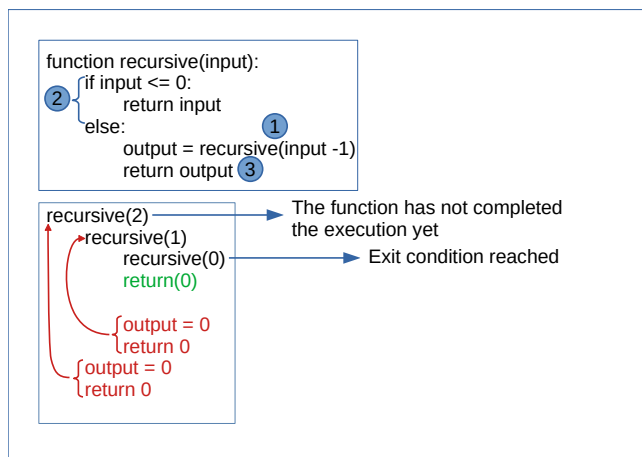 function recursive(input):
if input <= 0:
2
return input
else:
1
output = recursive(input -1)
return output 3
recursive(2)
The function has not completed
the execution yet
recursive(1)
recursive(0)
Exit condition reached
return(0)
output = 0
return 0
output = 0
return 0